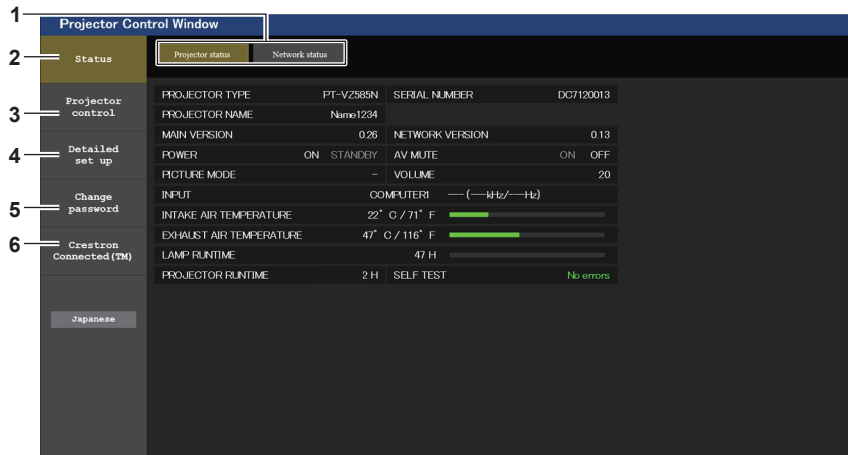 1
Projector Control Window
2
Status
Projector status Network status
3
Projector
control
4
Detailed
set up
5
Change
password
6
Crestron
Connected(TM)
Japanese
PROJECTOR TYPE PT-VZ585N SERIAL NUMBER DC7120013
PROJECTOR NAME Name1234
MAIN VERSION 0.26 NETWORK VERSION 0.13
POWER ON STANDBY AV MUTE ON OFF
PICTURE MODE – VOLUME 20
INPUT COMPUTER1 ---(---kHz/---Hz)
INTAKE AIR TEMPERATURE 22° C / 71° F
EXHAUST AIR TEMPERATURE 47° C / 116° F
LAMP RUNTIME 47 H
PROJECTOR RUNTIME 2 H SELF TEST No errors